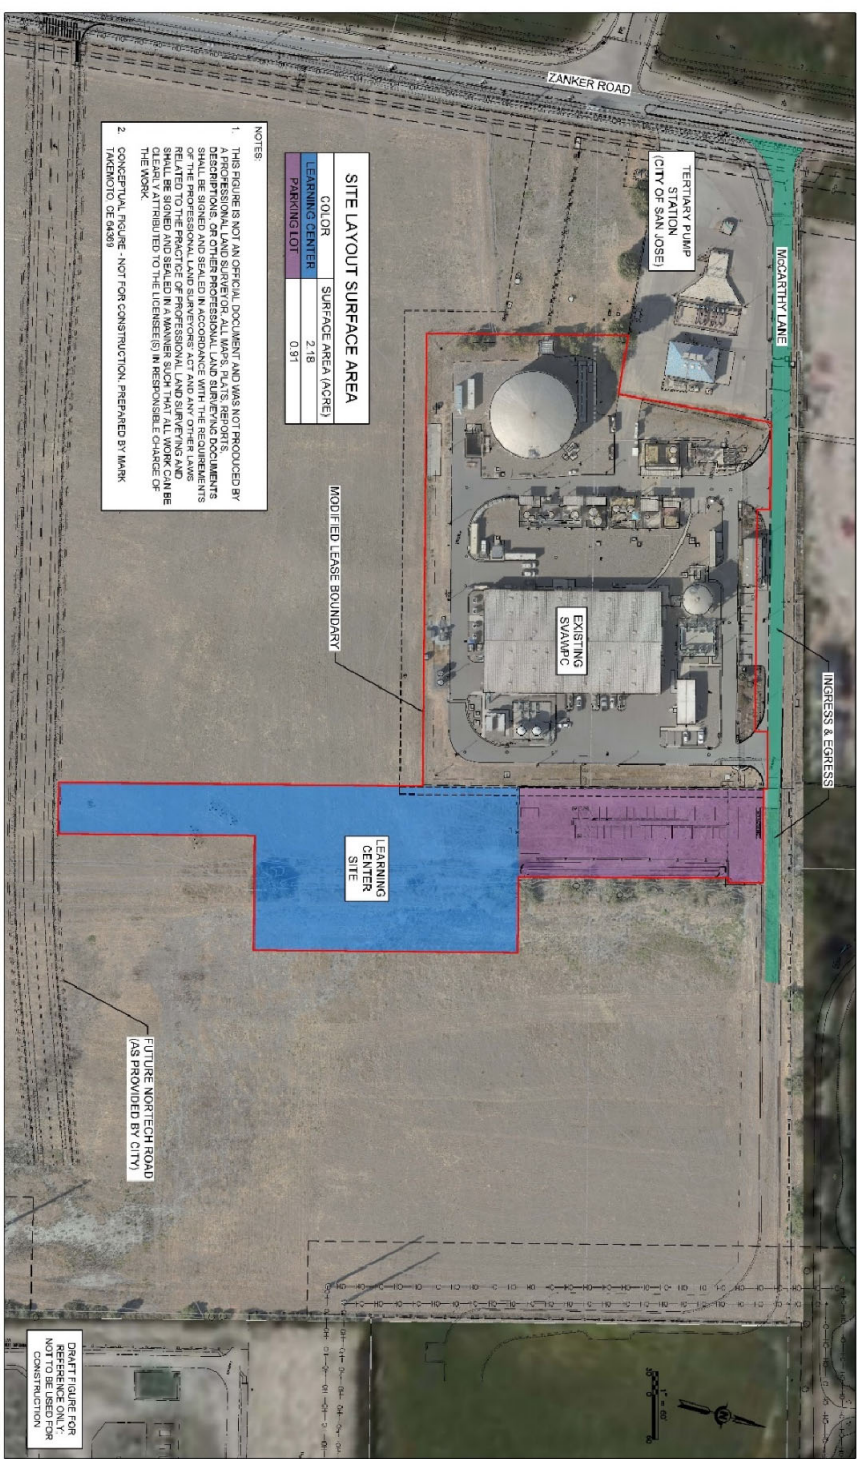 ZANKER ROAD
McCARTHY LANE
TERTIARY PUMP
STATION
(CITY OF SAN JOSE)
INGRESS & EGRESS
EXISTING
SVAWPC
MODIFIED LEASE BOUNDARY
LEARNING
CENTER
SITE
FUTURE NORTECH ROAD
(AS PROVIDED BY CITY)
SITE LAYOUT SURFACE AREA
COLOR SURFACE AREA (ACRE)
LEARNING CENTER 2.18
PARKING LOT 0.91
NOTES:
1. THIS FIGURE IS NOT AN OFFICIAL DOCUMENT AND WAS NOT PRODUCED BY
A PROFESSIONAL LAND SURVEYOR. ALL MAPS, PLATS, REPORTS,
DESCRIPTIONS, OR OTHER PROFESSIONAL LAND SURVEYING DOCUMENTS
SHALL BE SIGNED AND SEALED IN ACCORDANCE WITH THE REQUIREMENTS
OF THE PROFESSIONAL LAND SURVEYORS' ACT AND ANY OTHER LAWS
RELATED TO THE PRACTICE OF PROFESSIONAL LAND SURVEYING AND
SHALL BE SIGNED AND SEALED IN A MANNER SUCH THAT ALL WORK CAN BE
CLEARLY ATTRIBUTED TO THE LICENSEE(S) IN RESPONSIBLE CHARGE OF
THE WORK.
2. CONCEPTUAL FIGURE - NOT FOR CONSTRUCTION. PREPARED BY MARK
TAKEMOTO, CE
N
1" = 60'
DRAFT FIGURE FOR
REFERENCE ONLY:
NOT TO BE USED FOR
CONSTRUCTION